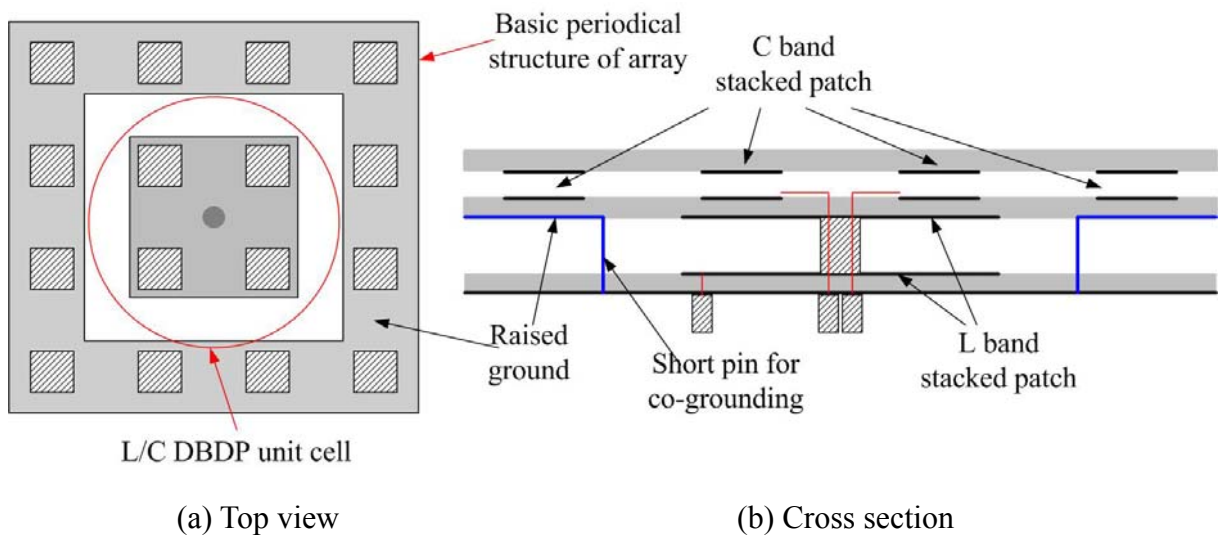 Basic periodical
structure of array
C band
stacked patch
Raised
ground
Short pin for
co-grounding
L band
stacked patch
L/C DBDP unit cell
(a) Top view
(b) Cross section